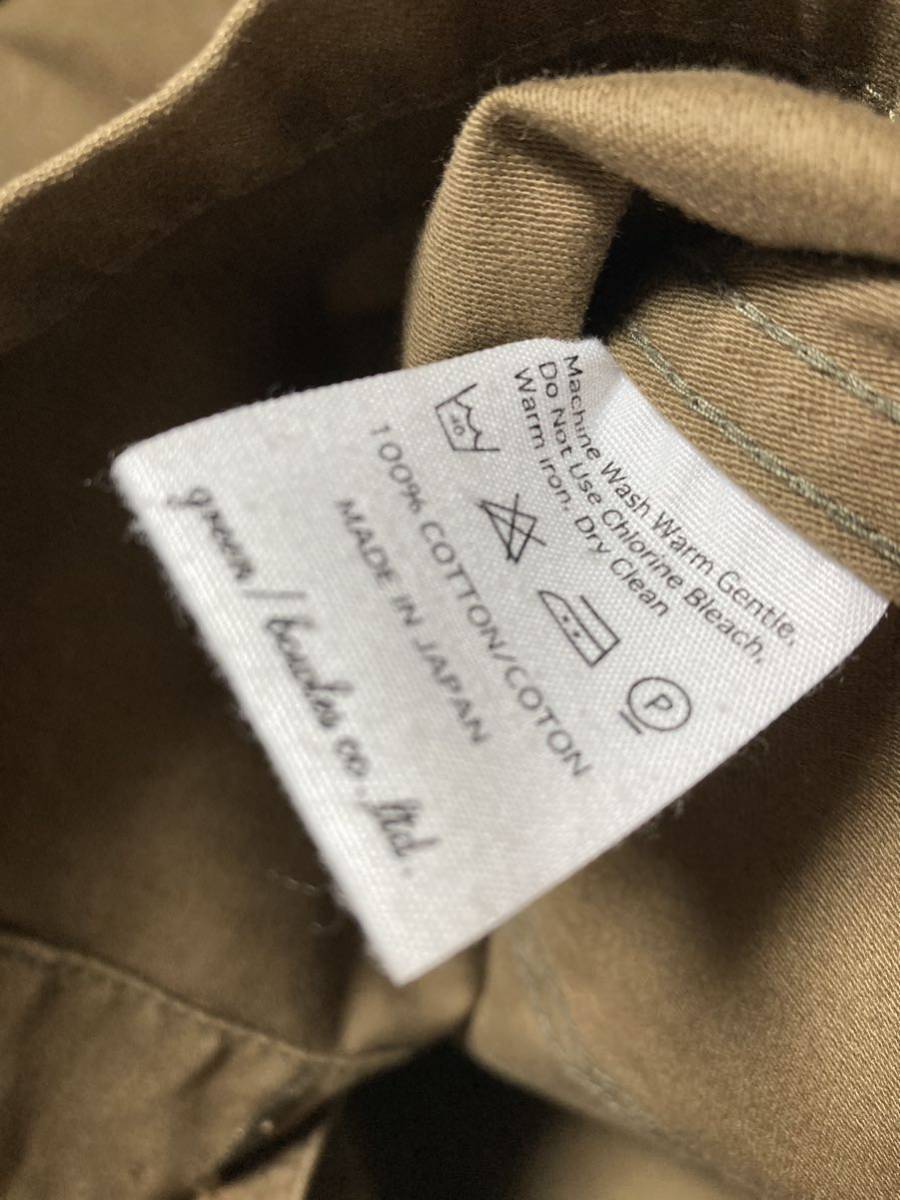 Machine Wash Warm Gentle.
Do Not Use Chlorine Bleach.
Warm Iron. Dry Clean
40
P
100% COTTON/COTON
MADE IN JAPAN
green/bowles co., ltd.